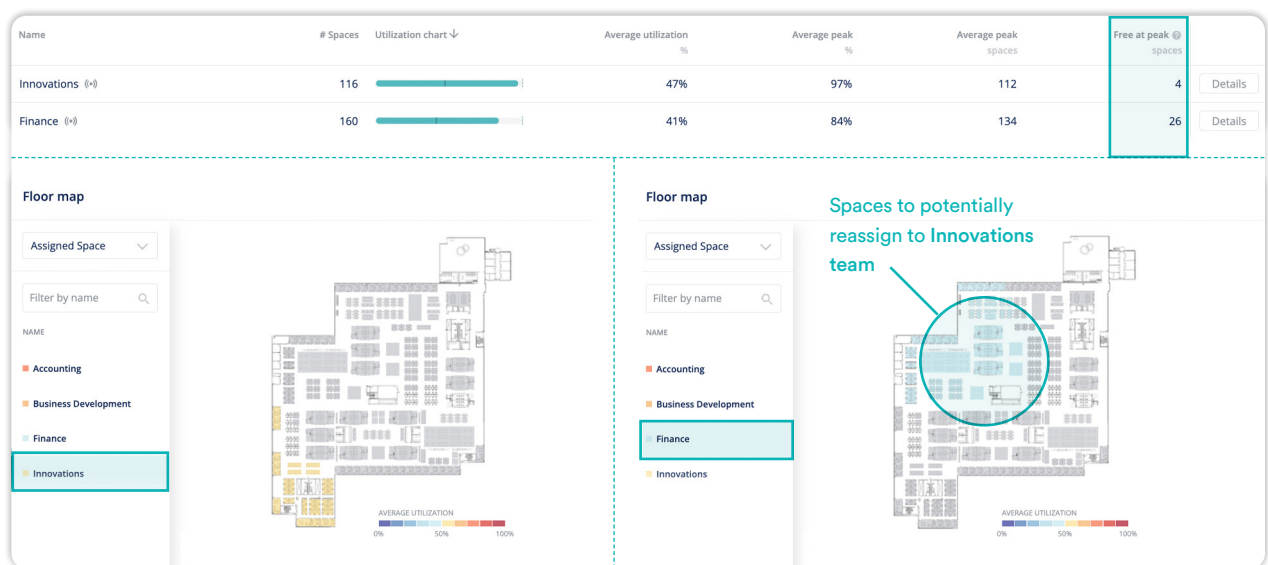 Name # Spaces Utilization chart Average utilization Average peak Average peak Free at peak
% % spaces spaces
Innovations 116 47% 97% 112 4 Details
Finance 160 41% 84% 134 26 Details
Floor map
Assigned Space
Filter by name
NAME
Accounting
Business Development
Finance
Innovations
AVERAGE UTILIZATION
0% 50% 100%
Floor map
Assigned Space
Filter by name
NAME
Accounting
Business Development
Finance
Innovations
Spaces to potentially
reassign to Innovations
team
AVERAGE UTILIZATION
0% 50% 100%